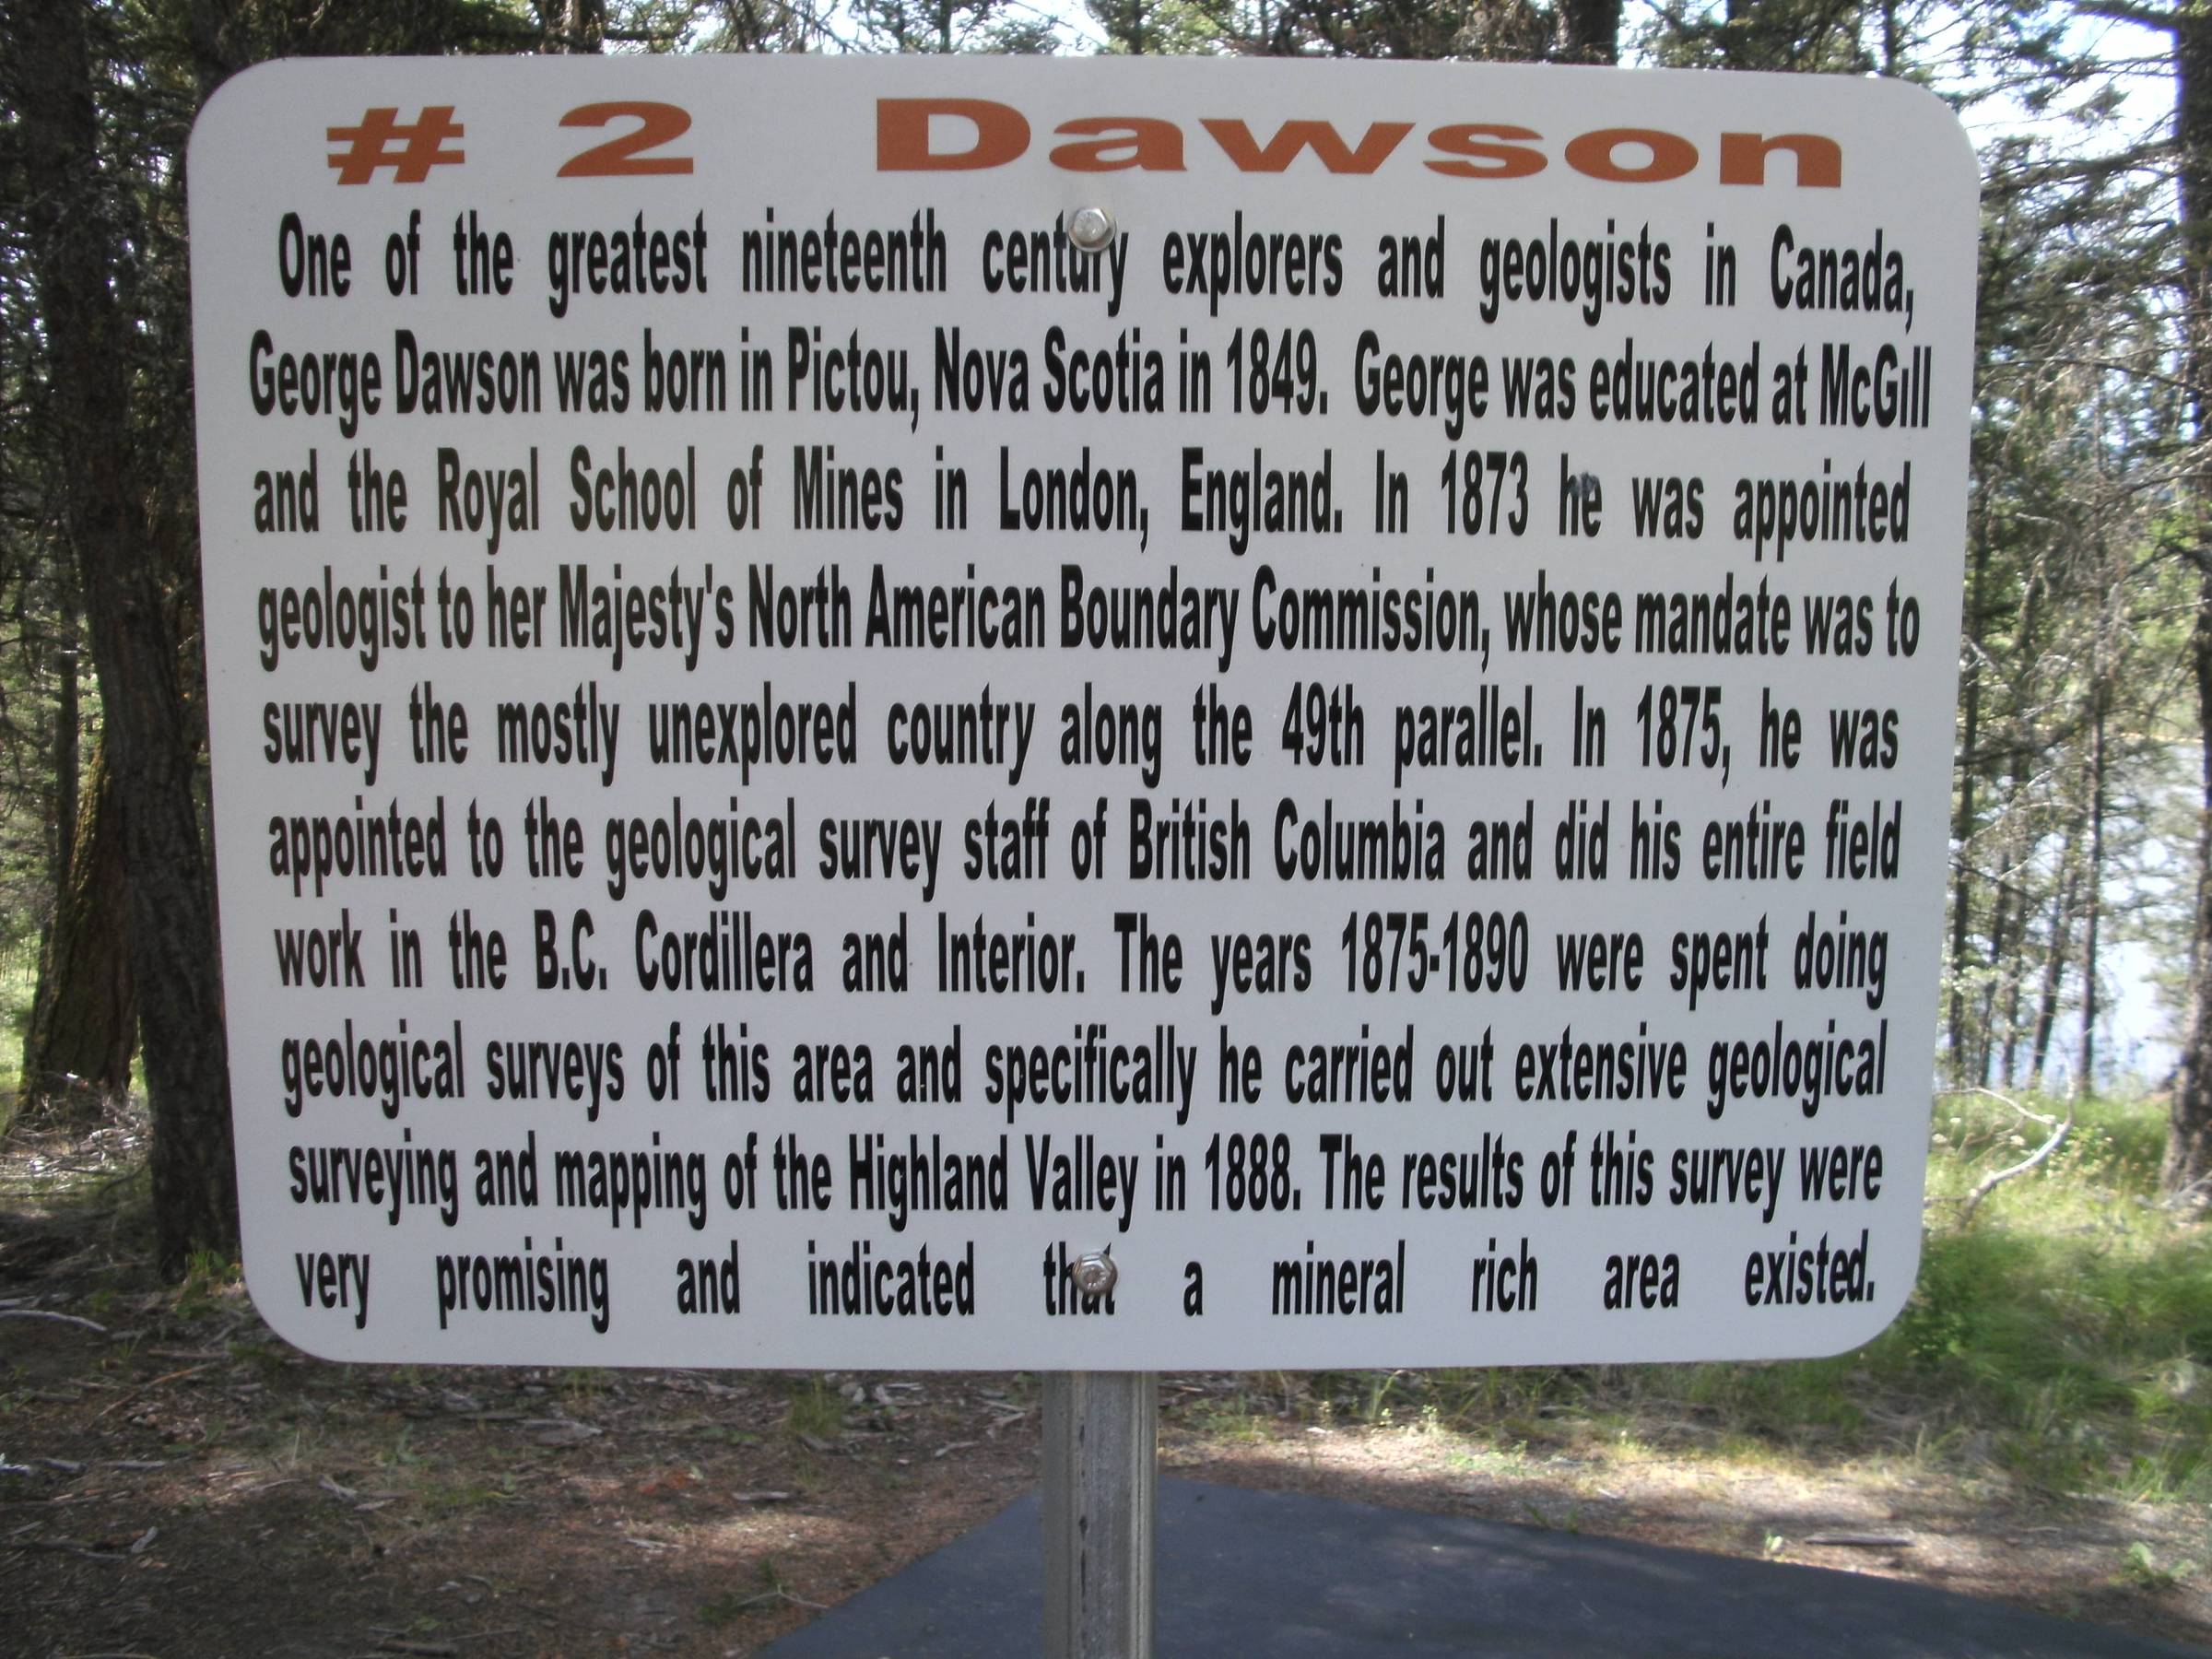 # 2 Dawson
One of the greatest nineteenth century explorers and geologists in Canada,
George Dawson was born in Pictou, Nova Scotia in 1849. George was educated at McGill
and the Royal School of Mines in London, England. In 1873 he was appointed
geologist to her Majesty's North American Boundary Commission, whose mandate was to
survey the mostly unexplored country along the 49th parallel. In 1875, he was
appointed to the geological survey staff of British Columbia and did his entire field
work in the B.C. Cordillera and Interior. The years 1875-1890 were spent doing
geological surveys of this area and specifically he carried out extensive geological
surveying and mapping of the Highland Valley in 1888. The results of this survey were
very promising and indicated that a mineral rich area existed.